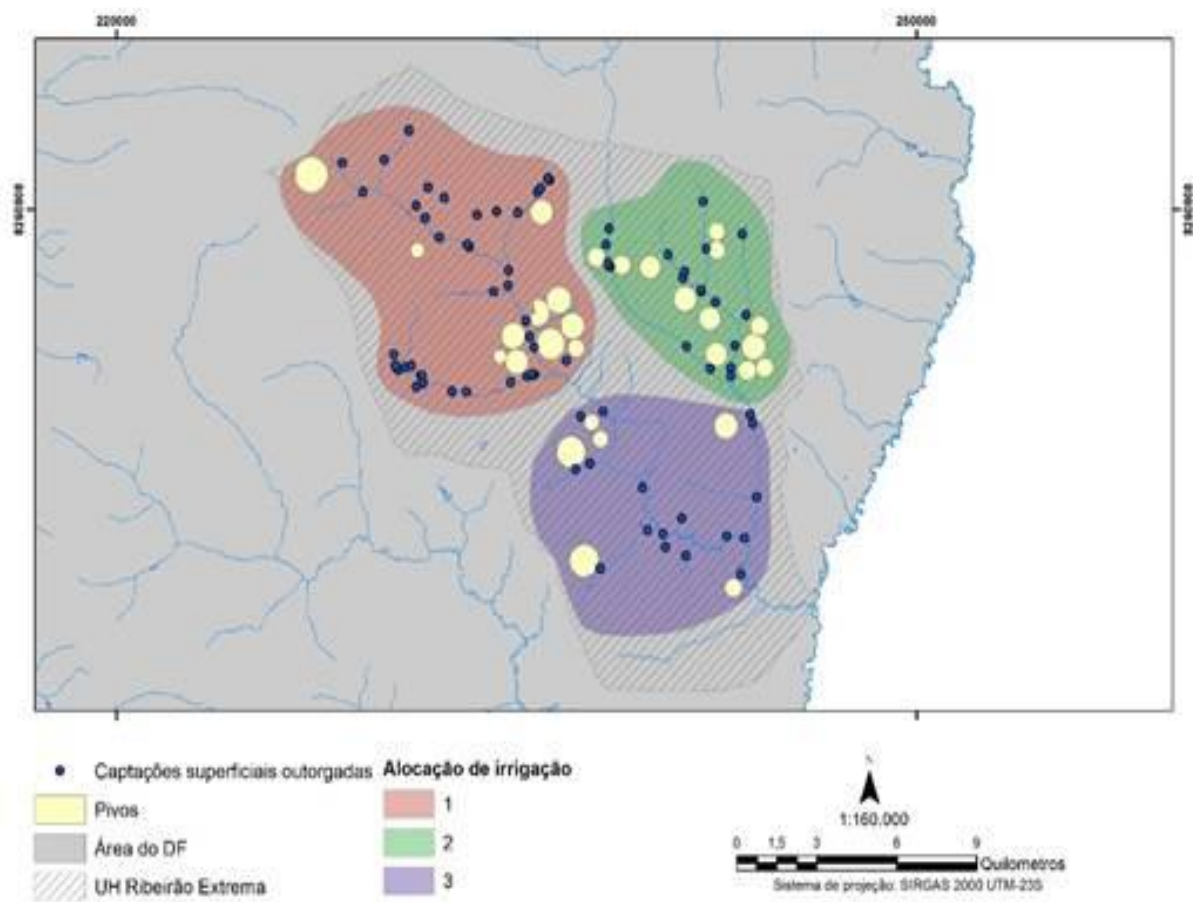 220000
250000
Captações superficiais outorgadas
Pivos
Área do DF
UH Ribeirão Extrema
Alocação de irrigação
1
2
3
N
1:160.000
0 1,5 3 6 9
Quilometros
Sistema de projeção: SIRGAS 2000 UTM-23S